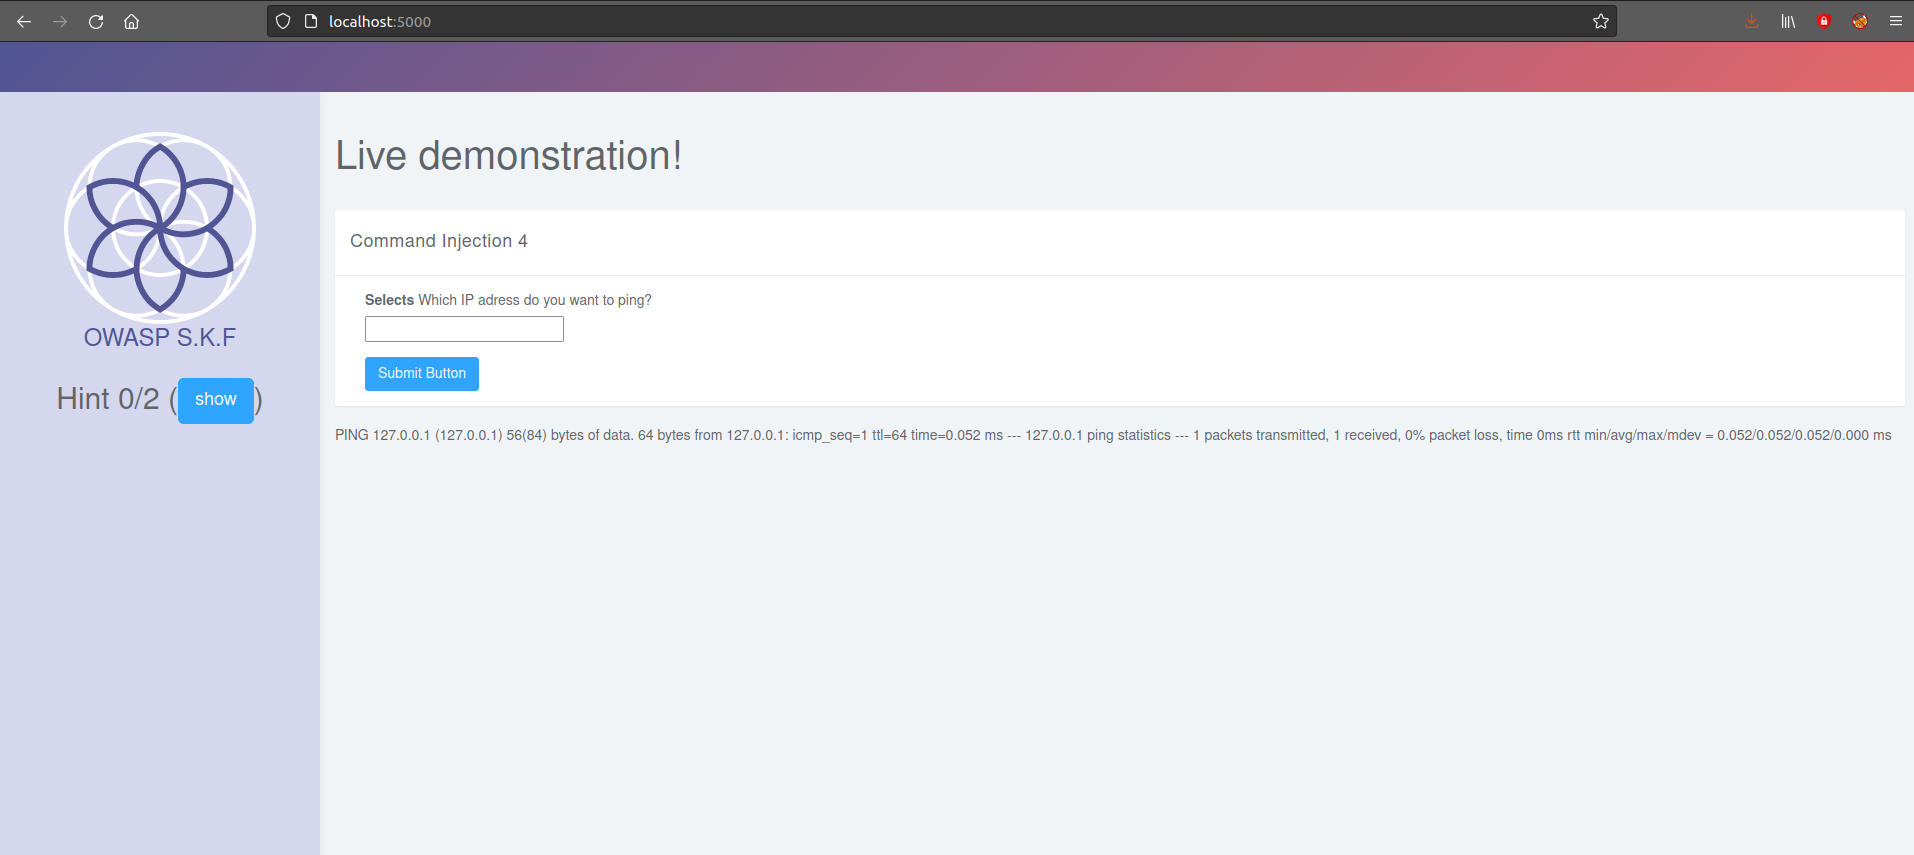 localhost:5000
OWASP S.K.F
Hint 0/2 (show)
Live demonstration!
Command Injection 4
Selects Which IP adress do you want to ping?
Submit Button
PING 127.0.0.1 (127.0.0.1) 56(84) bytes of data. 64 bytes from 127.0.0.1: icmp_seq=1 ttl=64 time=0.052 ms --- 127.0.0.1 ping statistics --- 1 packets transmitted, 1 received, 0% packet loss, time 0ms rtt min/avg/max/mdev = 0.052/0.052/0.052/0.000 ms